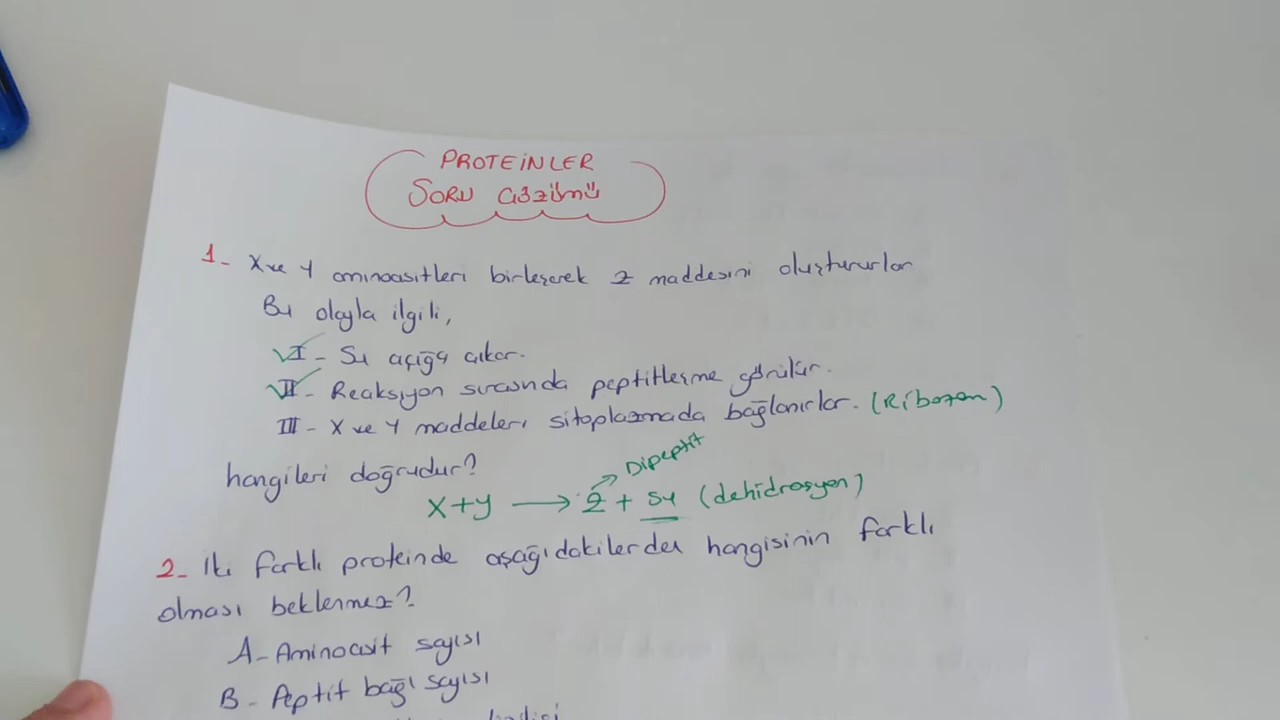 PROTEİNLER
SORU ÇÖZÜMÜ
1- X ve Y aminoasitleri birleşerek Z maddesini oluştururlar
Bu olayla ilgili,
I- Su açığa çıkar.
II- Reaksiyon sırasında peptitleşme görülür.
III- X ve Y maddeleri sitoplazmada bağlanırlar. (Ribozom)
hangileri doğrudur?
Dipeptit
X+Y → Z + Su (dehidrasyon)
2- İki farklı proteinde aşağıdakilerden hangisinin farklı
olması beklenmez?
A- Aminoasit sayısı
B- Peptit bağı sayısı